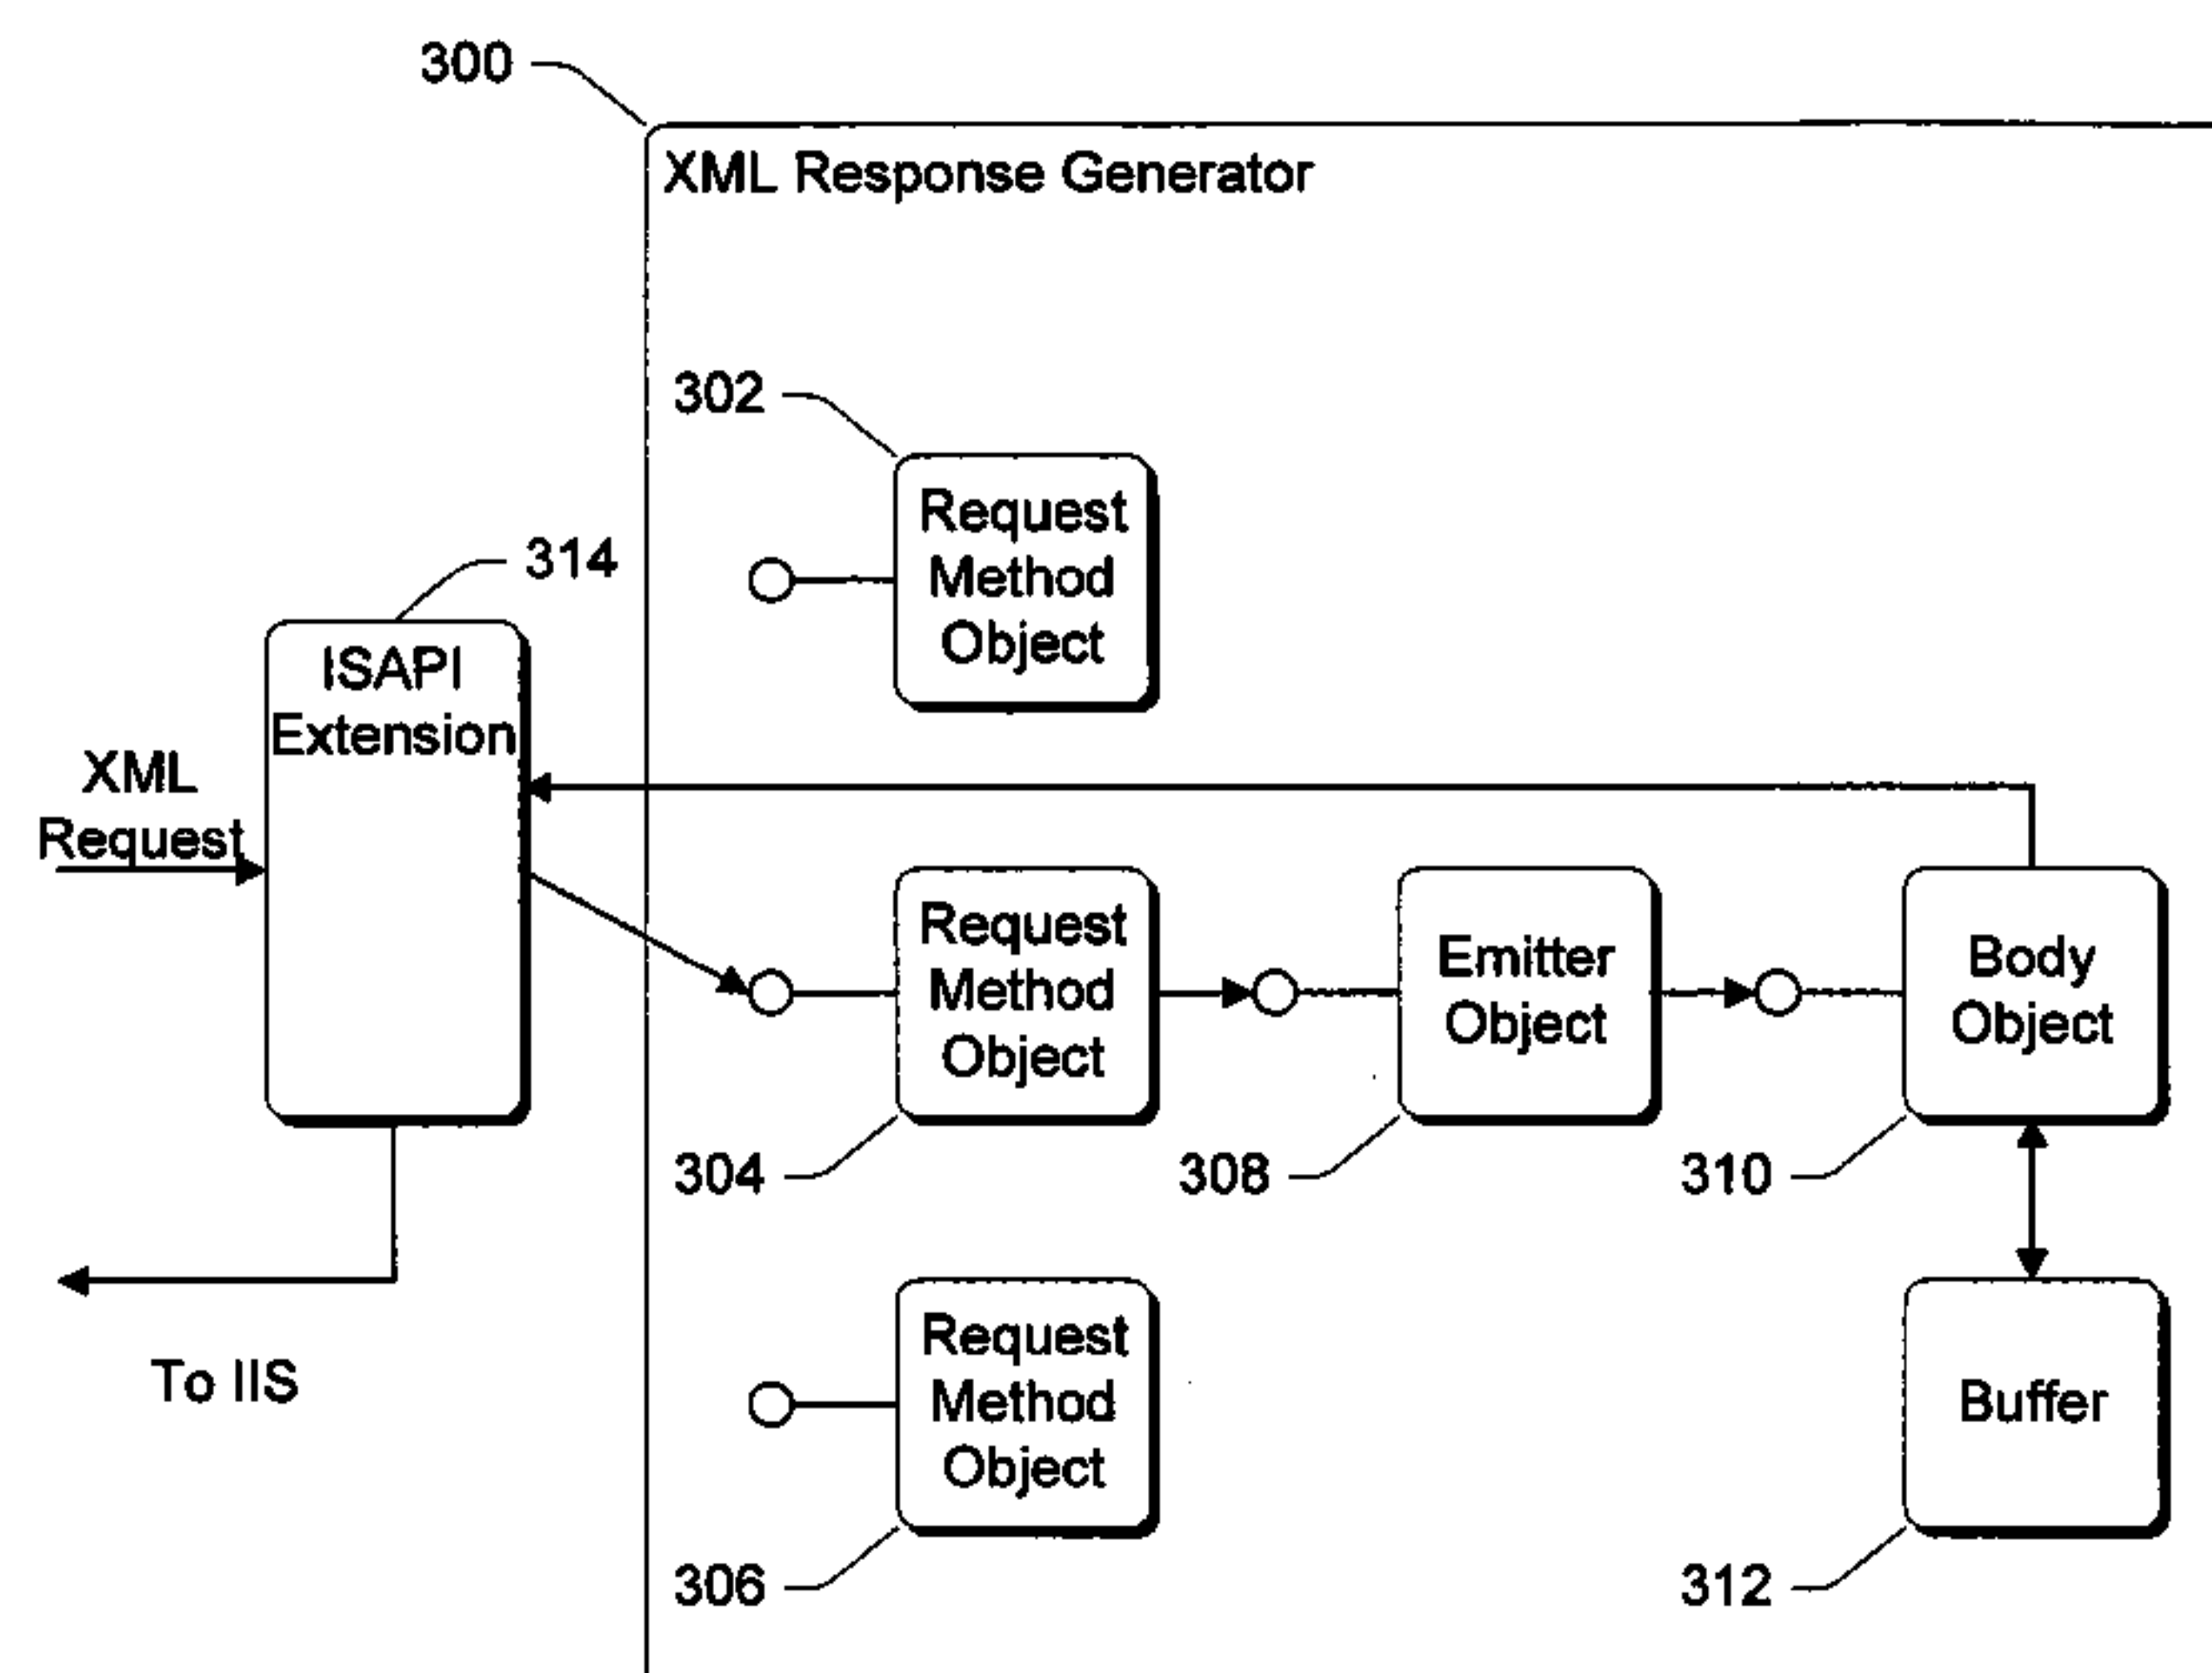 300
XML Response Generator
302
Request
Method
Object
314
ISAPI
Extension
XML
Request
Request
Method
Object
Emitter
Object
Body
Object
304
308
310
To IIS
Request
Method
Object
Buffer
306
312